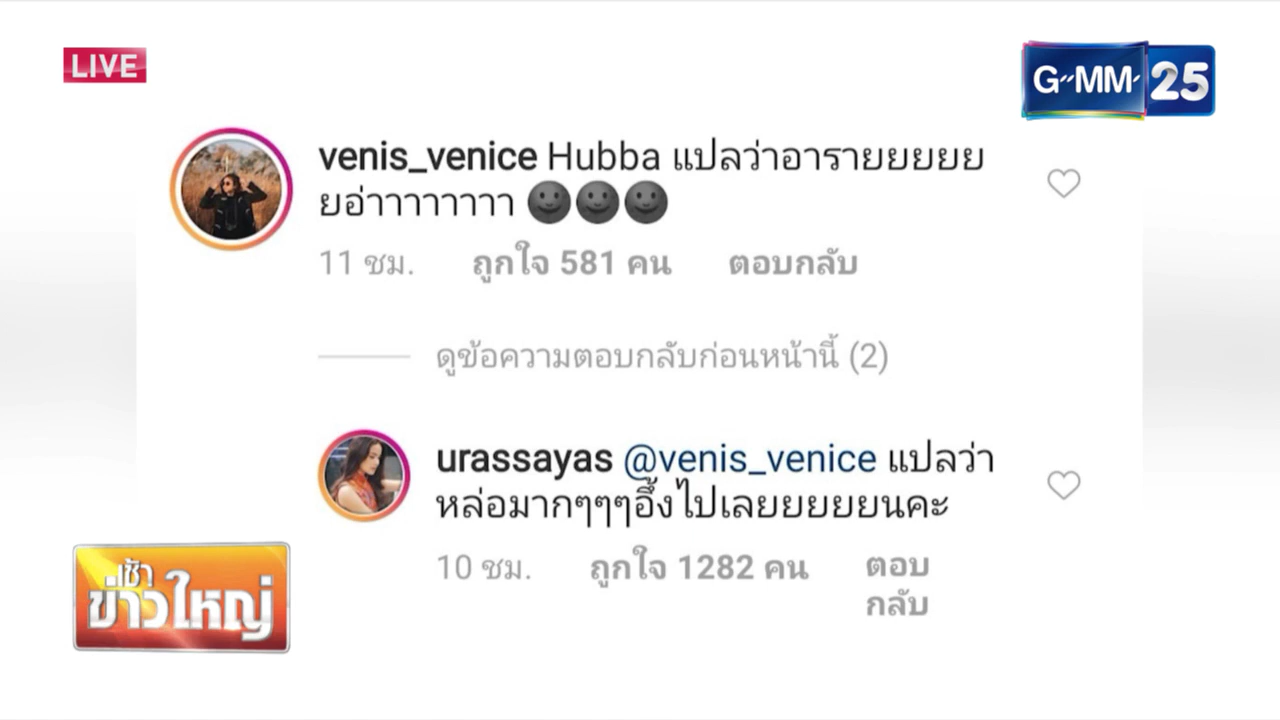 LIVE
GMM 25
venis_venice Hubba แปลว่าอารายยยยย
ยอ่าาาาาาาาา 🌚🌚🌚
11 ชม. ถูกใจ 581 คน ตอบกลับ
ดูข้อความตอบกลับก่อนหน้านี้ (2)
urassayas @venis_venice แปลว่า
หล่อมากๆๆๆอึ้งไปเลยยยยยนคะ
10 ชม. ถูกใจ 1282 คน ตอบ
กลับ
เช้า
ข่าวใหญ่